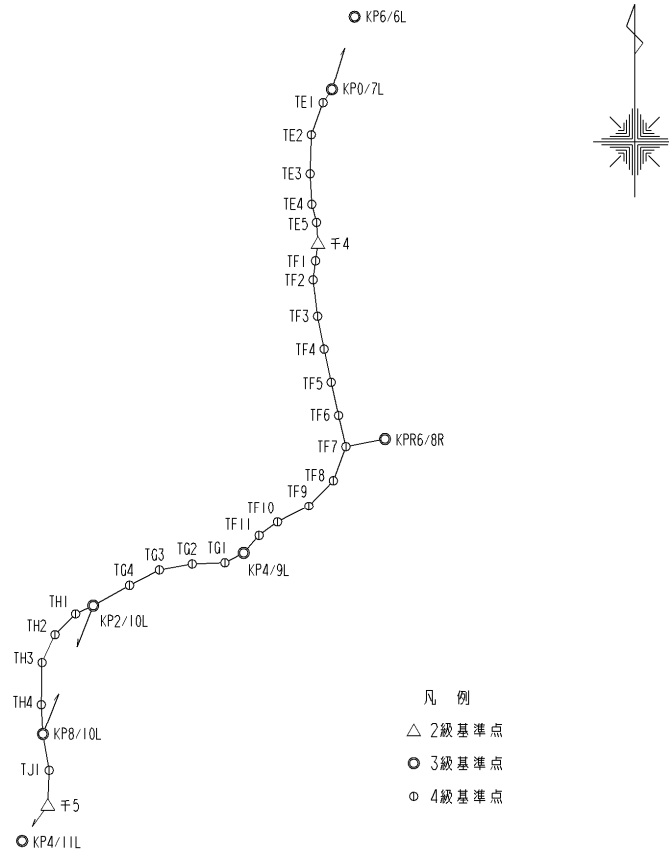 KP6/6L
KP0/7L
TE1
TE2
TE3
TE4
TE5
千4
TF1
TF2
TF3
TF4
TF5
TF6
TF7
KPR6/8R
TF8
TF9
TF10
TF11
KP4/9L
TG1
TG2
TG3
TG4
KP2/10L
TH1
TH2
TH3
TH4
KP8/10L
TJ1
千5
KP4/11L
凡 例
2級基準点
3級基準点
4級基準点